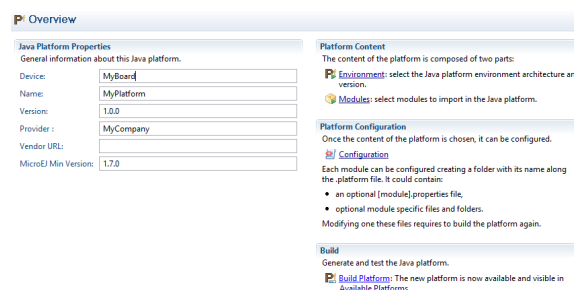 Overview
Java Platform Properties
General information about this Java platform.
Device: MyBoard
Name: MyPlatform
Version: 1.0.0
Provider : MyCompany
Vendor URL:
MicroEJ Min Version: 1.7.0
Platform Content
The content of the platform is composed of two parts:
Environment: select the Java platform environment architecture an
version.
Modules: select modules to import in the Java platform.
Platform Configuration
Once the content of the platform is chosen, it can be configured.
Configuration
Each module can be configured creating a folder with its name along
the .platform file. It could contain:
• an optional [module].properties file,
• optional module specific files and folders.
Modifying one these files requires to build the platform again.
Build
Generate and test the Java platform.
Build Platform: The new platform is now available and visible in
Available Platforms